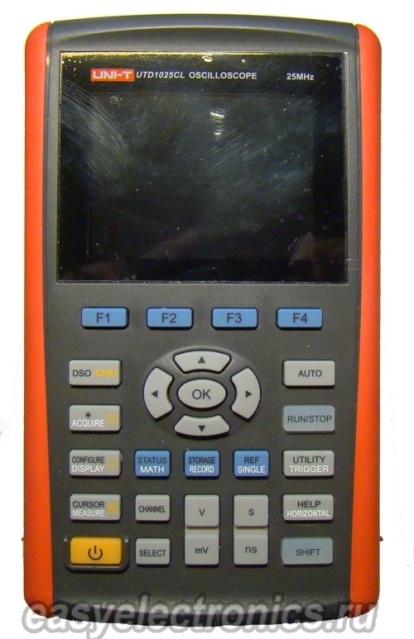 UNI-T UTD1025CL OSCILLOSCOPE 25MHz
F1 F2 F3 F4
DSO/DMM AUTO
OK
ACQUIRE RUN/STOP
CONFIGURE STATUS STORAGE REF UTILITY
DISPLAY MATH RECORD SINGLE TRIGGER
CURSOR CHANNEL V S HELP
MEASURE HORIZONTAL
SELECT mV ns SHIFT
easyelectronics.ru